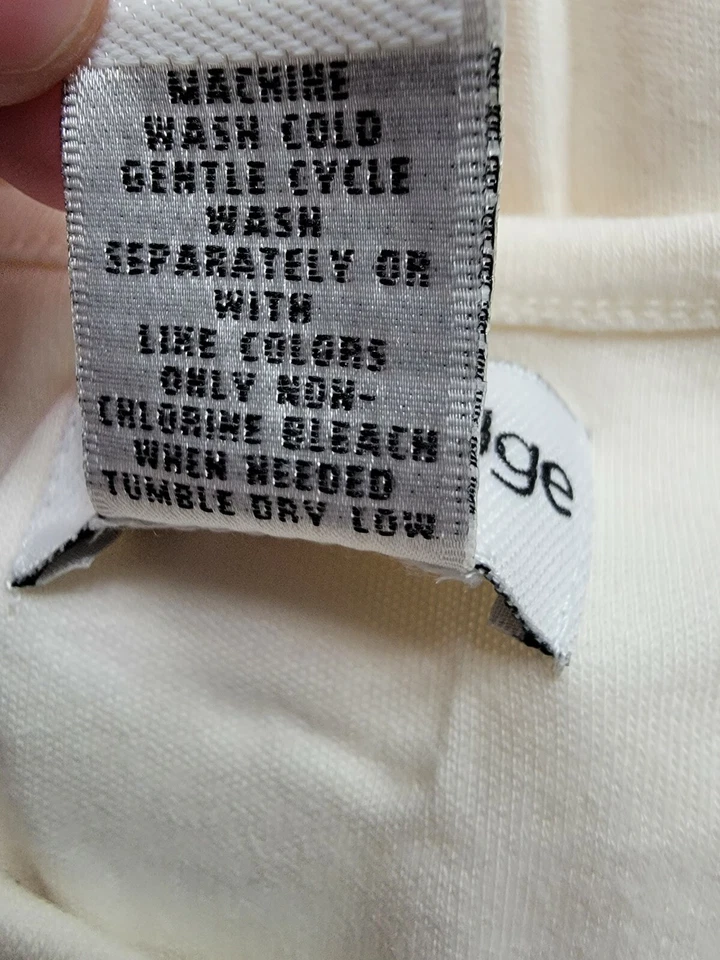 MACHINE
WASH COLD
GENTLE CYCLE
WASH
SEPARATELY OR
WITH
LIKE COLORS
ONLY NON-
CHLORINE BLEACH
WHEN NEEDED
TUMBLE DRY LOW
ge